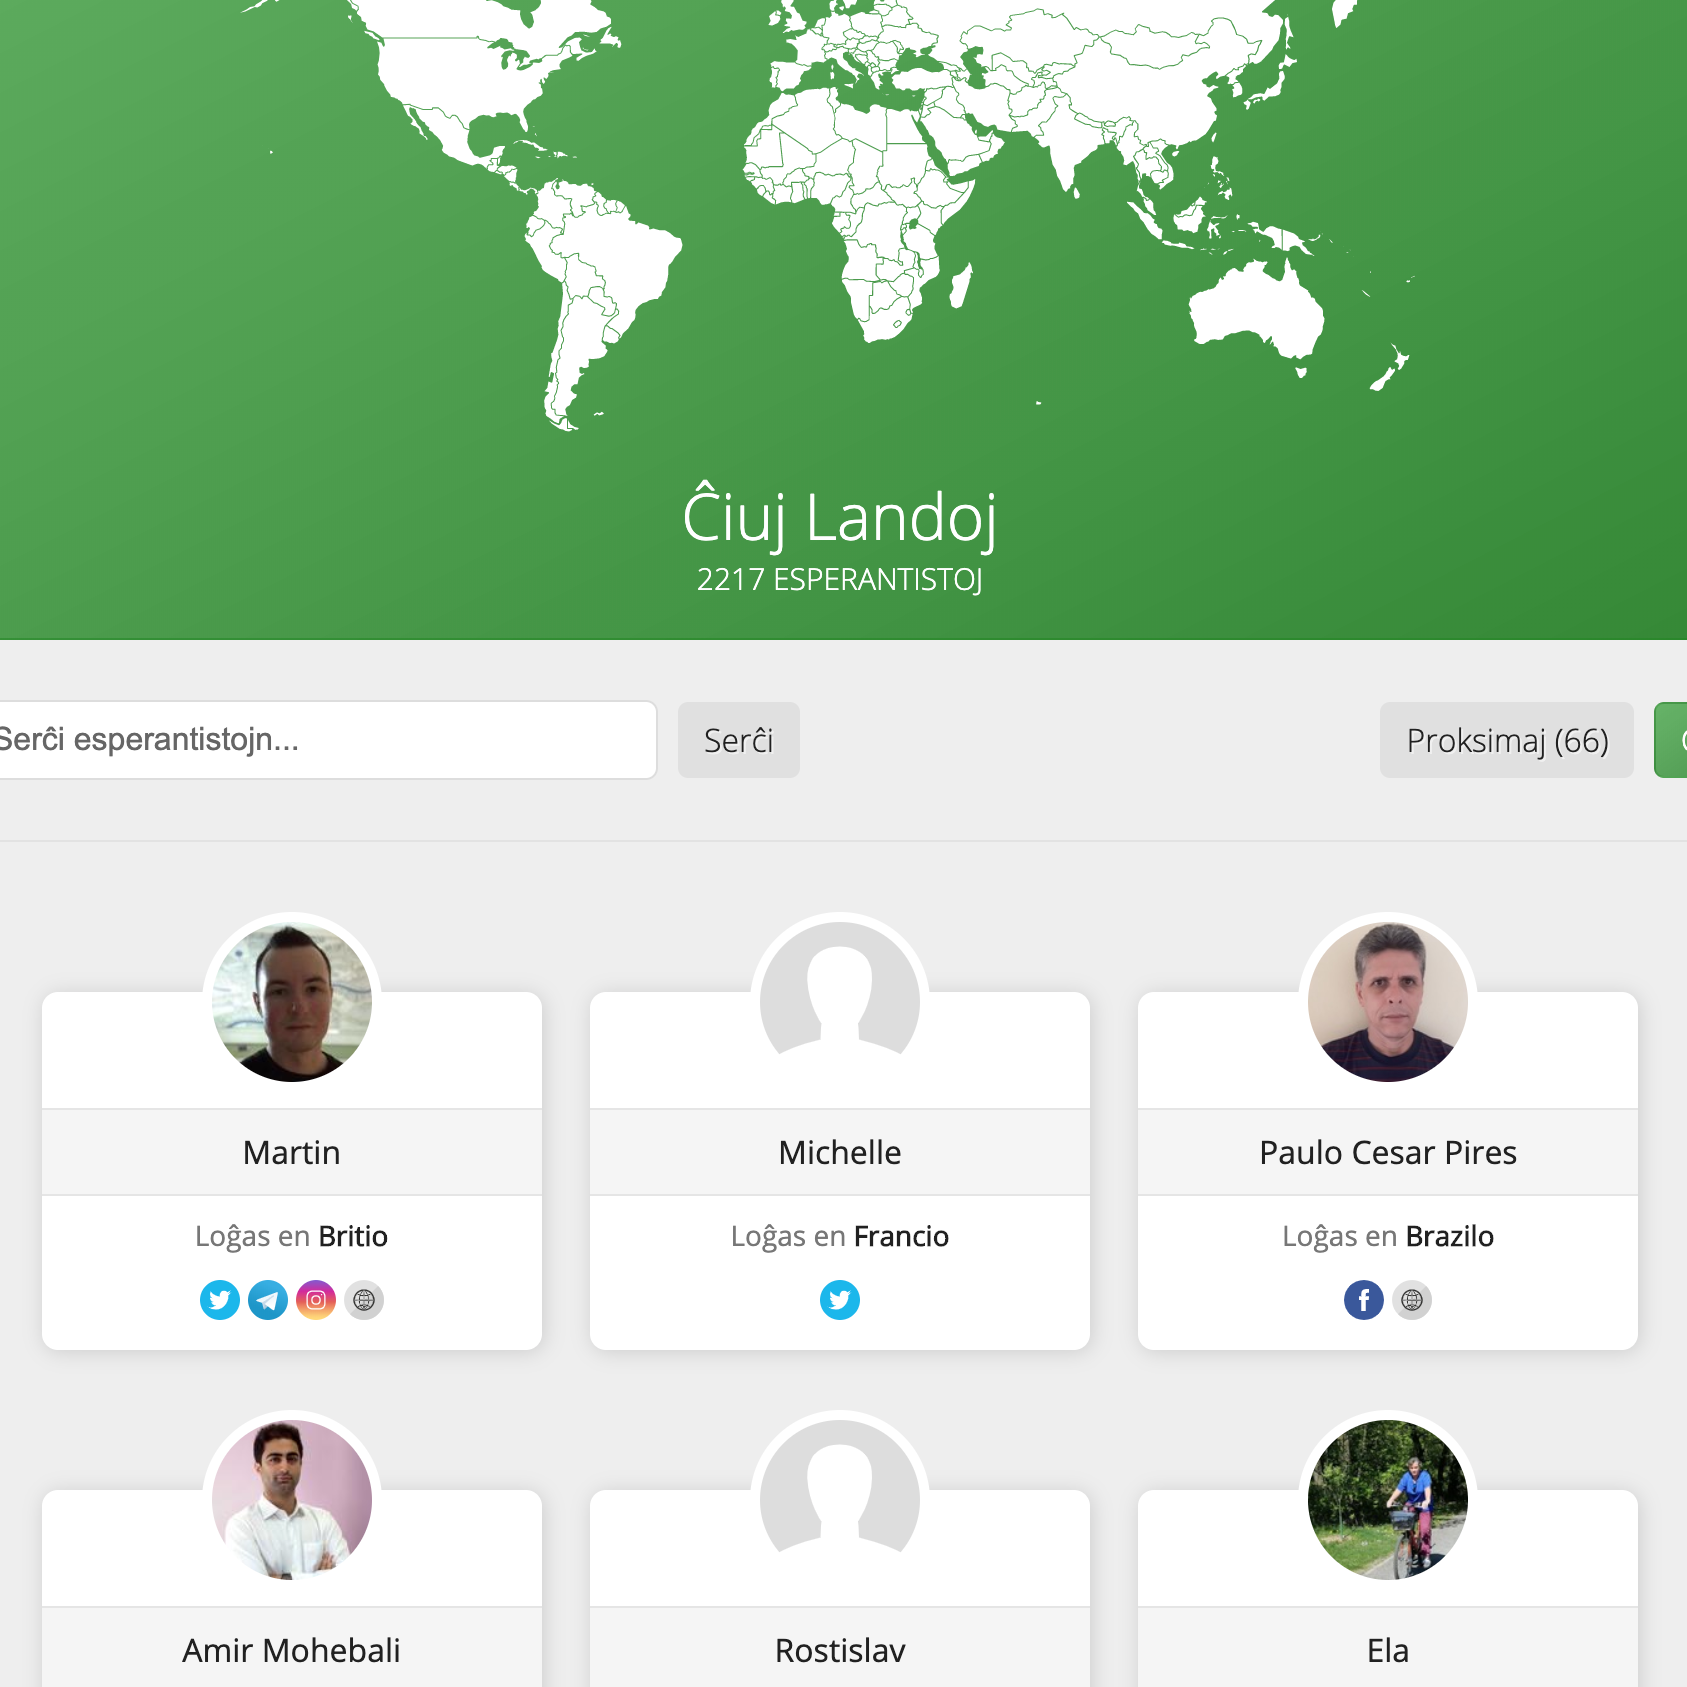 Ĉiuj Landoj
2217 ESPERANTISTOJ
Serĉi esperantistojn...
Serĉi
Proksimaj (66)
Martin
Loĝas en Britio
Michelle
Loĝas en Francio
Paulo Cesar Pires
Loĝas en Brazilo
Amir Mohebali
Rostislav
Ela